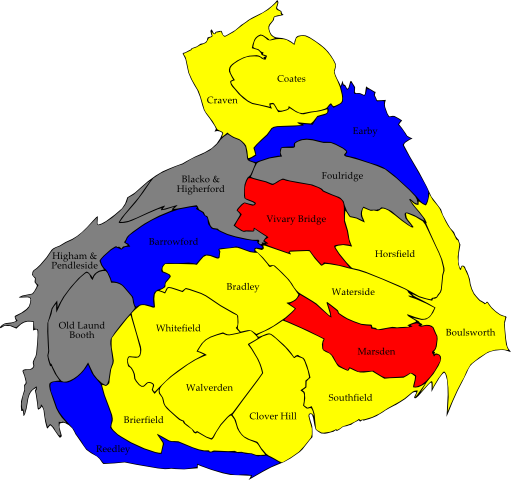 Coates
Craven
Earby
Foulridge
Blacko &
Higherford
Vivary Bridge
Barrowford
Horsfield
Higham &
Pendleside
Bradley
Waterside
Old Laund
Booth
Whitefield
Boulsworth
Marsden
Walverden
Southfield
Brierfield
Clover Hill
Reedley